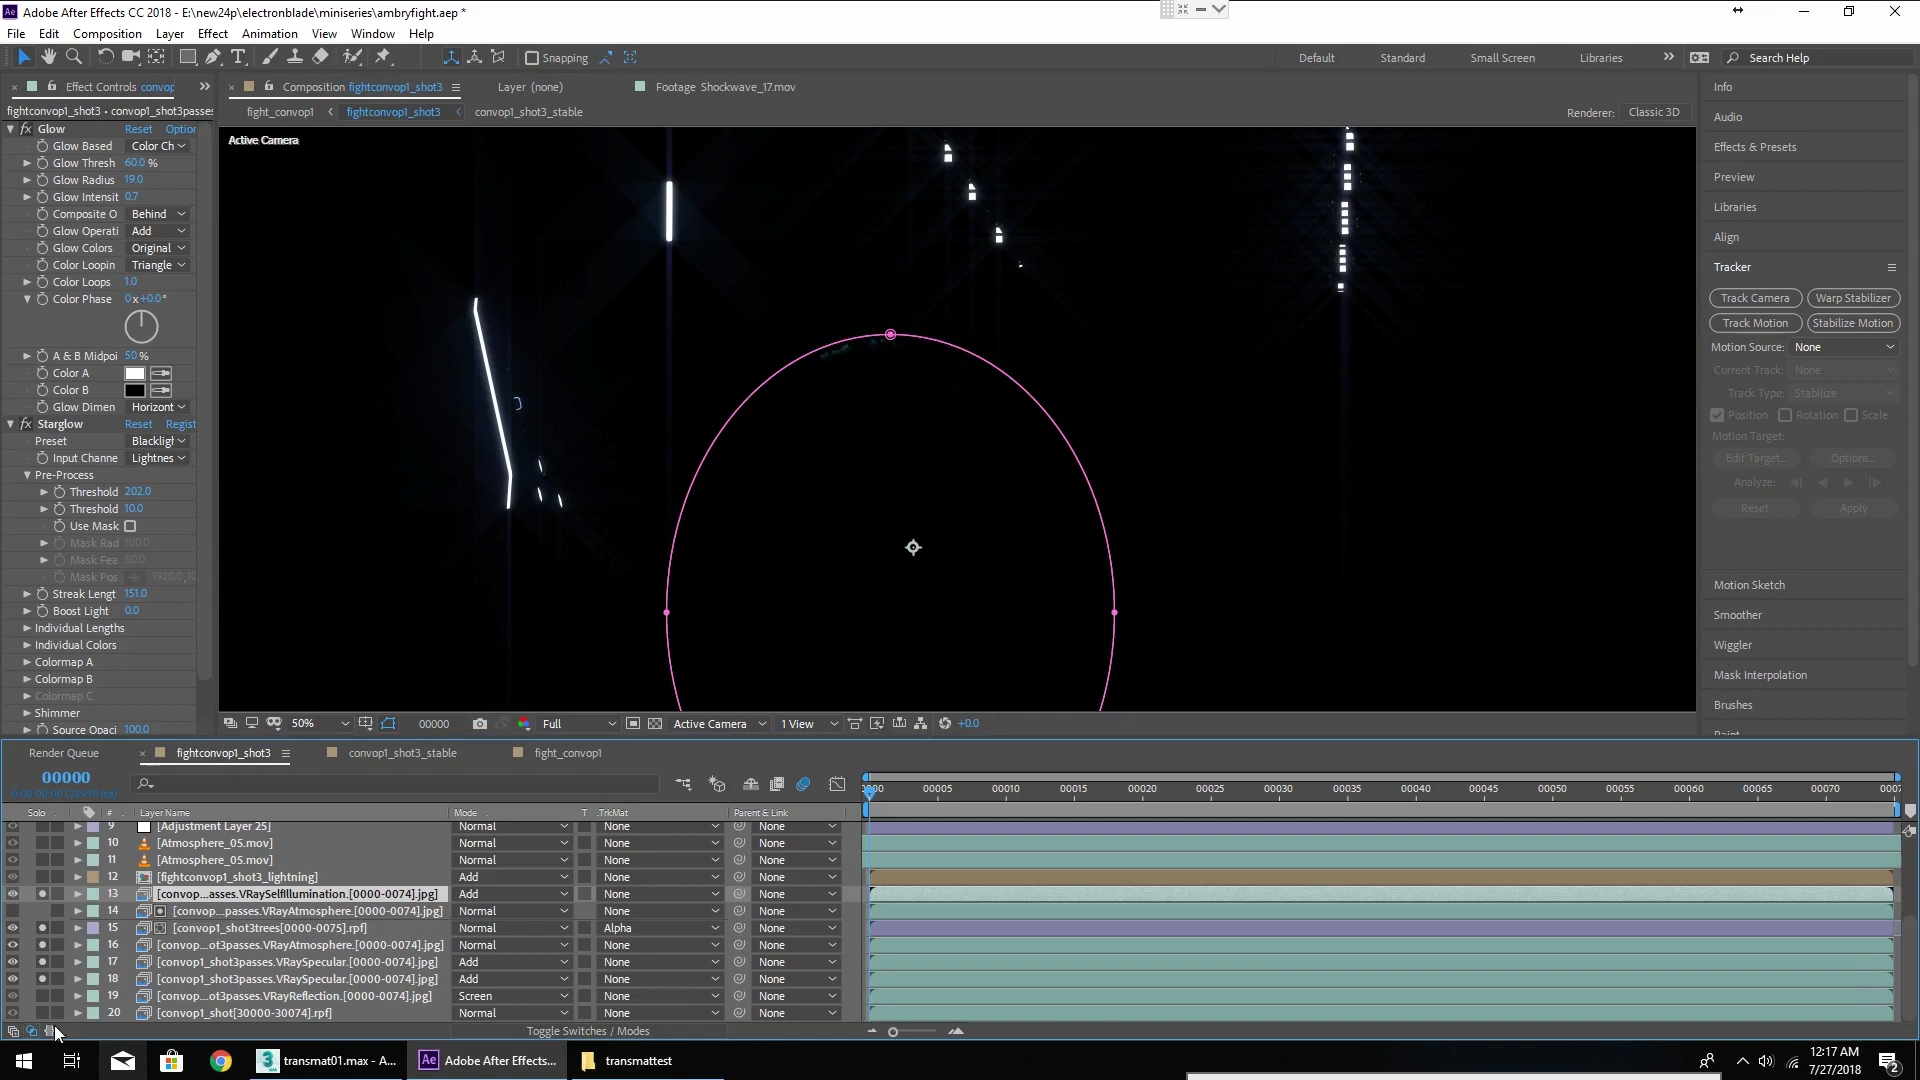 Adobe After Effects CC 2018 - E:\new24p\electronblade\miniseries\ambryfight.aep *
File Edit Composition Layer Effect Animation View Window Help
Snapping
Default Standard Small Screen Libraries Search Help
Effect Controls convop
fightconvop1_shot3 • convop1_shot3passes
Glow Reset Option
Glow Based Color Ch
Glow Thresh 60.0 %
Glow Radius 19.0
Glow Intensit 0.7
Composite O Behind
Glow Operati Add
Glow Colors Original
Color Loopin Triangle
Color Loops 1.0
Color Phase 0x+0.0°
A & B Midpoi 50 %
Color A
Color B
Glow Dimen Horizont
Starglow Reset Regist
Preset Blackligh
Input Channe Lightnes
Pre-Process
Threshold 202.0
Threshold 10.0
Use Mask
Mask Rad 100.0
Mask Fea 50.0
Mask Pos 1920.0,10
Streak Lengt 151.0
Boost Light 0.0
Individual Lengths
Individual Colors
Colormap A
Colormap B
Colormap C
Shimmer
Source Opaci 100.0
Composition fightconvop1_shot3 Layer (none) Footage Shockwave_17.mov
fight_convop1 fightconvop1_shot3 convop1_shot3_stable
Renderer: Classic 3D
Active Camera
50% 00000 Full Active Camera 1 View +0.0
Info
Audio
Effects & Presets
Preview
Libraries
Align
Tracker
Track Camera Warp Stabilizer
Track Motion Stabilize Motion
Motion Source: None
Current Track: None
Track Type: Stabilize
Position Rotation Scale
Motion Target:
Edit Target... Options...
Analyze:
Reset Apply
Motion Sketch
Smoother
Wiggler
Mask Interpolation
Brushes
Paint
Render Queue fightconvop1_shot3 convop1_shot3_stable fight_convop1
00000
0:00:00:00 (23.976 fps)
00005 00010 00015 00020 00025 00030 00035 00040 00045 00050 00055 00060 00065 00070
Solo # Layer Name Mode T .TrkMat Parent & Link
9 [Adjustment Layer 25] Normal None None
10 [Atmosphere_05.mov] Normal None None
11 [Atmosphere_05.mov] Normal None None
12 [fightconvop1_shot3_lightning] Add None None
13 [convop...asses.VRaySelfIllumination.[0000-0074].jpg] Add None None
14 [convop...passes.VRayAtmosphere.[0000-0074].jpg] Normal None None
15 [convop1_shot3trees[0000-0075].rpf] Normal Alpha None
16 [convop...ot3passes.VRayAtmosphere.[0000-0074].jpg] Normal None None
17 [convop1_shot3passes.VRaySpecular.[0000-0074].jpg] Add None None
18 [convop1_shot3passes.VRaySpecular.[0000-0074].jpg] Add None None
19 [convop...ot3passes.VRayReflection.[0000-0074].jpg] Screen None None
20 [convop1_shot[30000-30074].rpf] Normal None None
Toggle Switches / Modes
transmat01.max - A... Adobe After Effects... transmattest
12:17 AM
7/27/2018
2